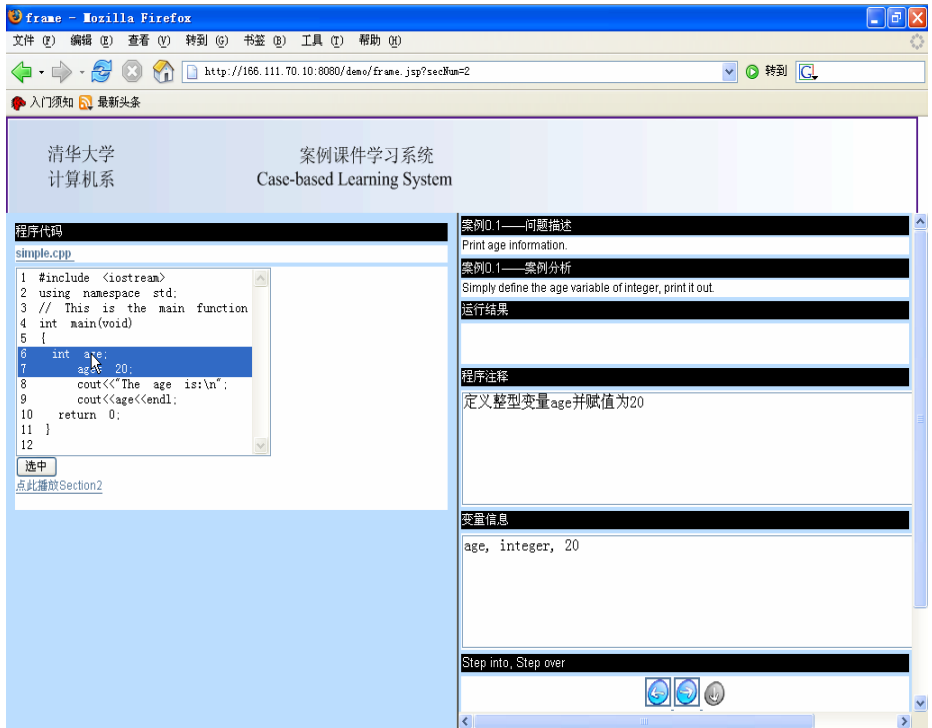 frame - Mozilla Firefox
文件 (F) 编辑 (E) 查看 (V) 转到 (G) 书签 (B) 工具 (T) 帮助 (H)
http://166.111.70.10:8080/demo/frame.jsp?secNum=2 转到 G
入门须知 最新头条
清华大学
计算机系
案例课件学习系统
Case-based Learning System
程序代码
simple.cpp
1 #include <iostream>
2 using namespace std;
3 // This is the main function
4 int main(void)
5 {
6 int age;
7 age= 20;
8 cout<<"The age is:\n";
9 cout<<age<<endl;
10 return 0;
11 }
12
选中
点此播放Section2
案例0.1——问题描述
Print age information.
案例0.1——案例分析
Simply define the age variable of integer, print it out.
运行结果
程序注释
定义整型变量age并赋值为20
变量信息
age, integer, 20
Step into, Step over